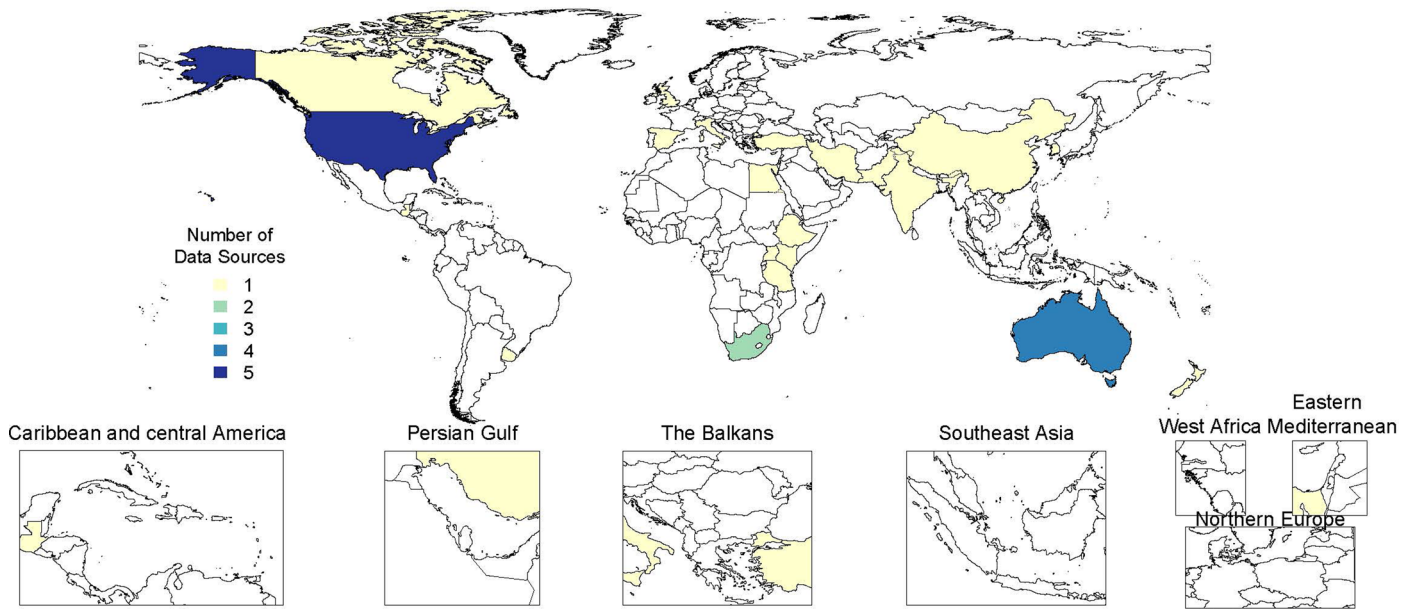 Number of
Data Sources
1
2
3
4
5
Caribbean and central America
Persian Gulf
The Balkans
Southeast Asia
West Africa
Eastern
Mediterranean
Northern Europe